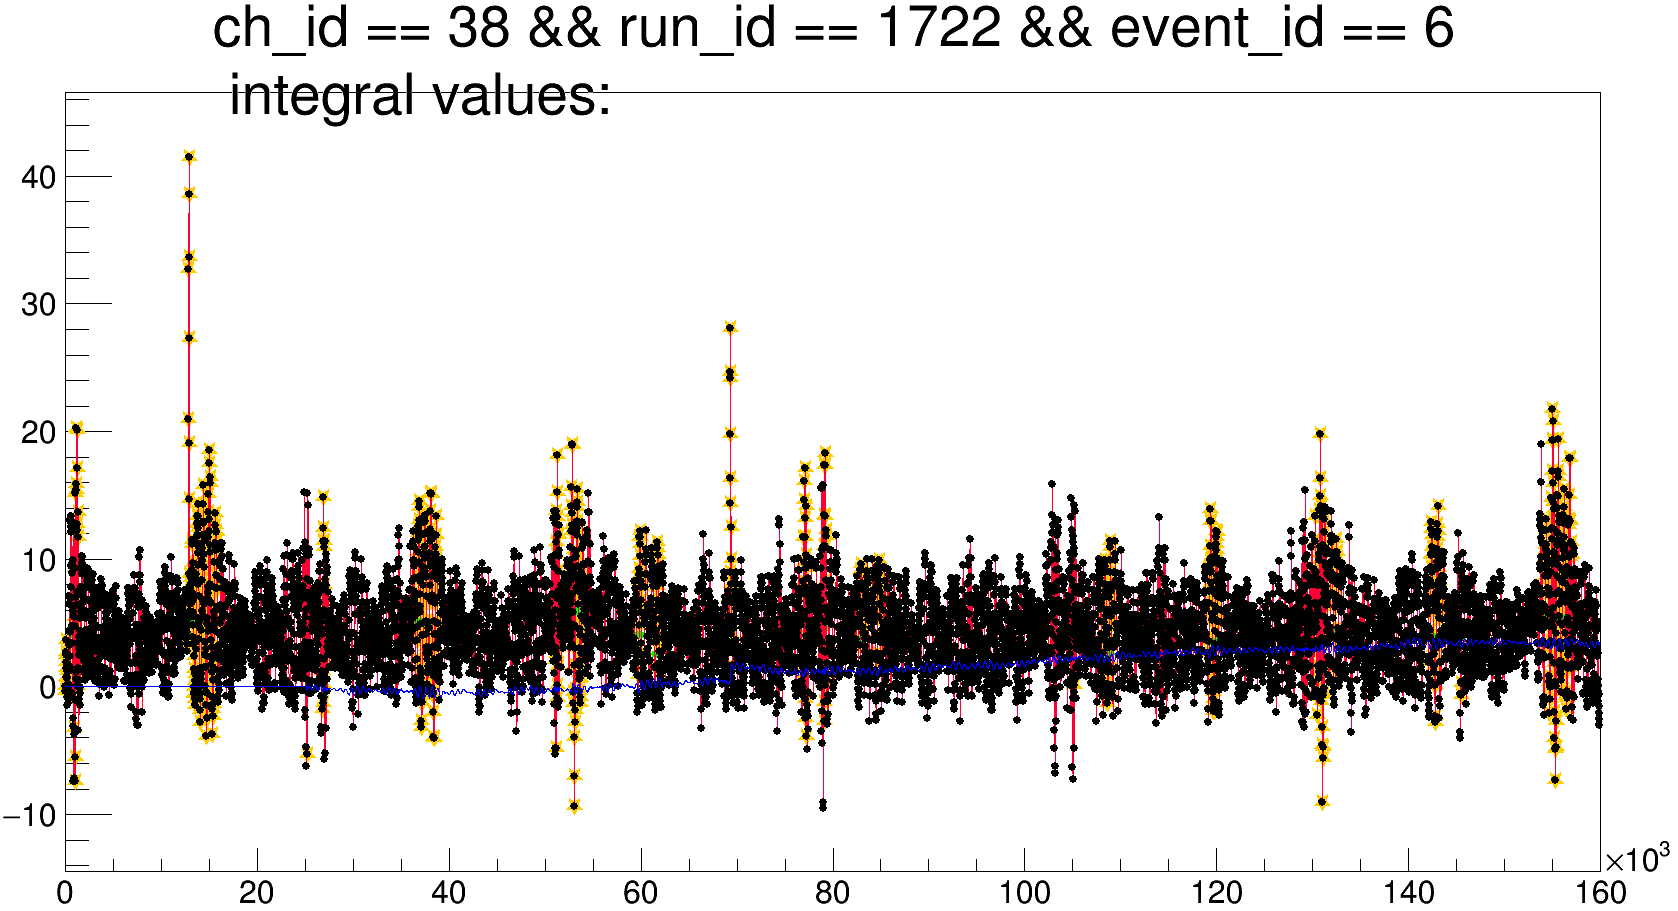 ch_id == 38 && run_id == 1722 && event_id == 6
integral values:
40
30
20
10
0
−10
0 20 40 60 80 100 120 140 160
×10³